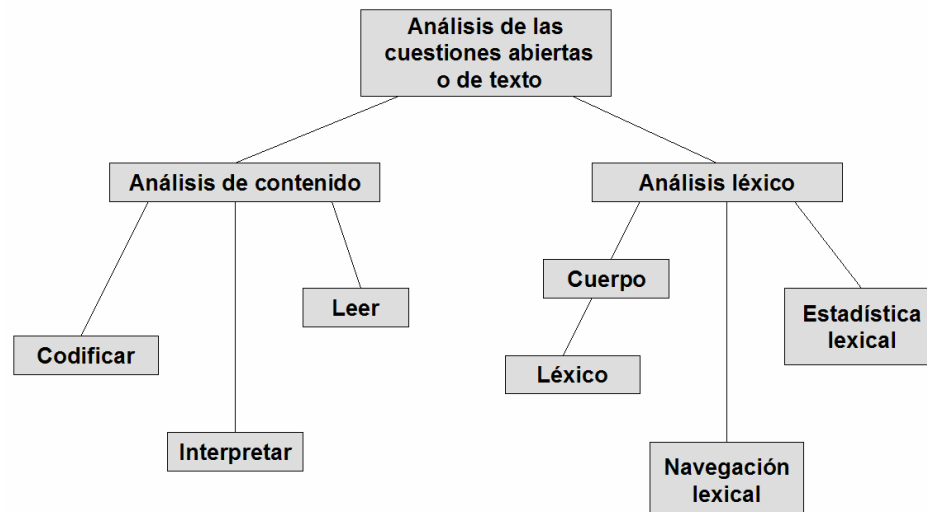 Análisis de las
cuestiones abiertas
o de texto
Análisis de contenido
Análisis léxico
Cuerpo
Leer
Estadística
lexical
Codificar
Léxico
Interpretar
Navegación
lexical